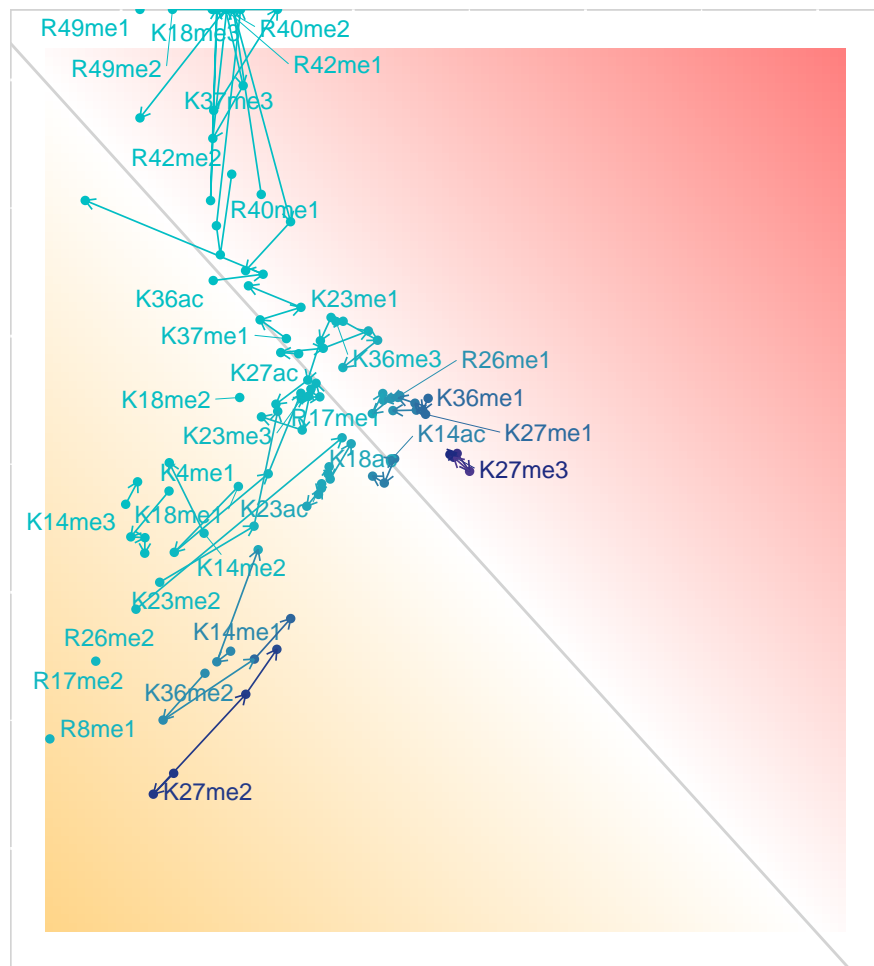 R49me1
K18me3
R40me2
R49me2
R42me1
K37me3
R42me2
R40me1
K36ac
K23me1
K37me1
K36me3
R26me1
K27ac
K18me2
K36me1
R17me1
K23me3
K14ac
K27me1
K18ac
K27me3
K4me1
K14me3
K18me1
K23ac
K14me2
K23me2
R26me2
K14me1
R17me2
K36me2
R8me1
K27me2